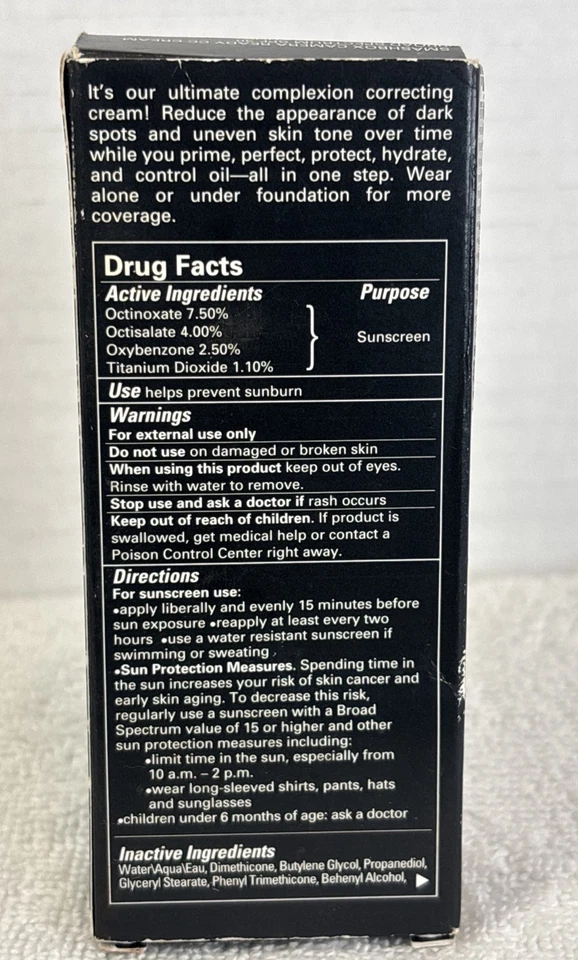 SMASHBOX CAMERA READY CC CREAM
It's our ultimate complexion correcting
cream! Reduce the appearance of dark
spots and uneven skin tone over time
while you prime, perfect, protect, hydrate,
and control oil—all in one step. Wear
alone or under foundation for more
coverage.
Drug Facts
Active Ingredients Purpose
Octinoxate 7.50%
Octisalate 4.00%
Sunscreen
Oxybenzone 2.50%
Titanium Dioxide 1.10%
Use helps prevent sunburn
Warnings
For external use only
Do not use on damaged or broken skin
When using this product keep out of eyes.
Rinse with water to remove.
Stop use and ask a doctor if rash occurs
Keep out of reach of children. If product is
swallowed, get medical help or contact a
Poison Control Center right away.
Directions
For sunscreen use:
•apply liberally and evenly 15 minutes before
sun exposure •reapply at least every two
hours •use a water resistant sunscreen if
swimming or sweating
•Sun Protection Measures. Spending time in
the sun increases your risk of skin cancer and
early skin aging. To decrease this risk,
regularly use a sunscreen with a Broad
Spectrum value of 15 or higher and other
sun protection measures including:
•limit time in the sun, especially from
10 a.m. – 2 p.m.
•wear long-sleeved shirts, pants, hats
and sunglasses
•children under 6 months of age: ask a doctor
Inactive Ingredients
Water\Aqua\Eau, Dimethicone, Butylene Glycol, Propanediol,
Glyceryl Stearate, Phenyl Trimethicone, Behenyl Alcohol,